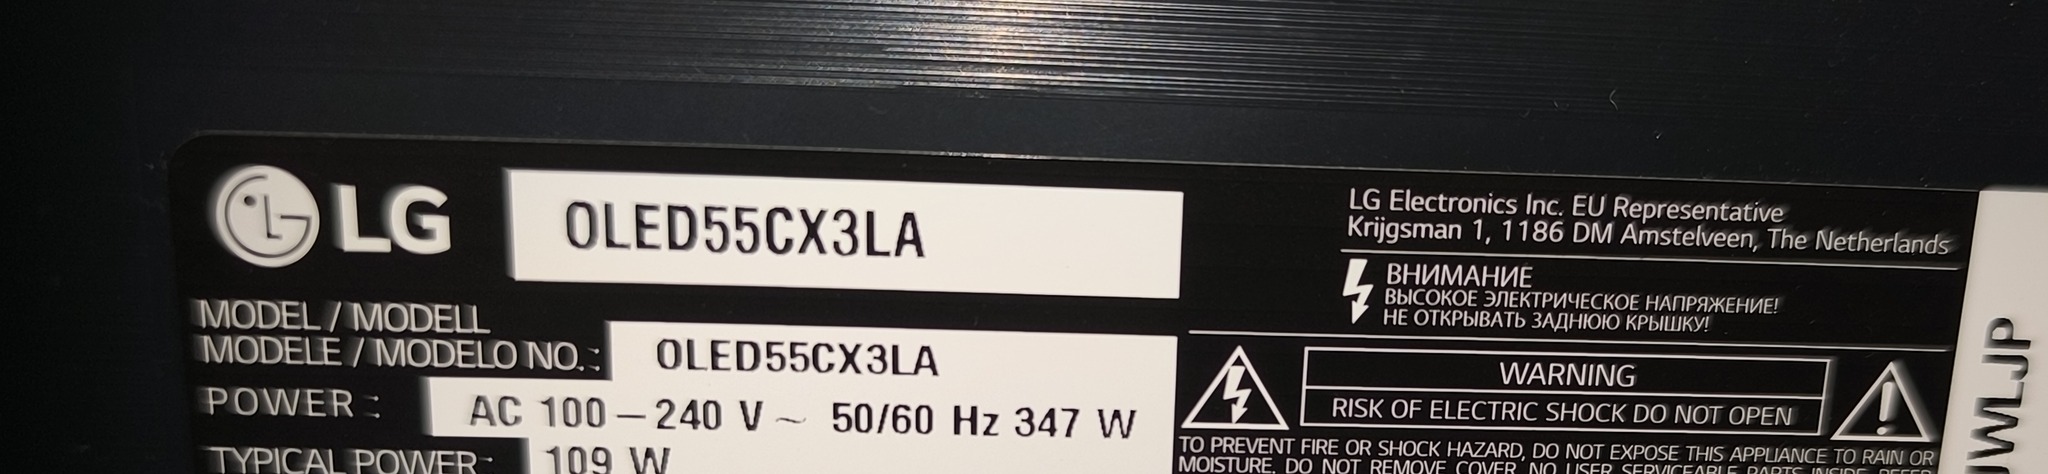 LG OLED55CX3LA
MODEL / MODELL
MODELE / MODELO NO.: OLED55CX3LA
POWER : AC 100 – 240 V ~ 50/60 Hz 347 W
TYPICAL POWER: 109 W
LG Electronics Inc. EU Representative
Krijgsman 1, 1186 DM Amstelveen, The Netherlands
ВНИМАНИЕ
ВЫСОКОЕ ЭЛЕКТРИЧЕСКОЕ НАПРЯЖЕНИЕ!
НЕ ОТКРЫВАТЬ ЗАДНЮЮ КРЫШКУ!
WARNING
RISK OF ELECTRIC SHOCK DO NOT OPEN
TO PREVENT FIRE OR SHOCK HAZARD, DO NOT EXPOSE THIS APPLIANCE TO RAIN OR
MOISTURE. DO NOT REMOVE COVER. NO USER SERVICEABLE PARTS INSIDE. REFER
WLJP